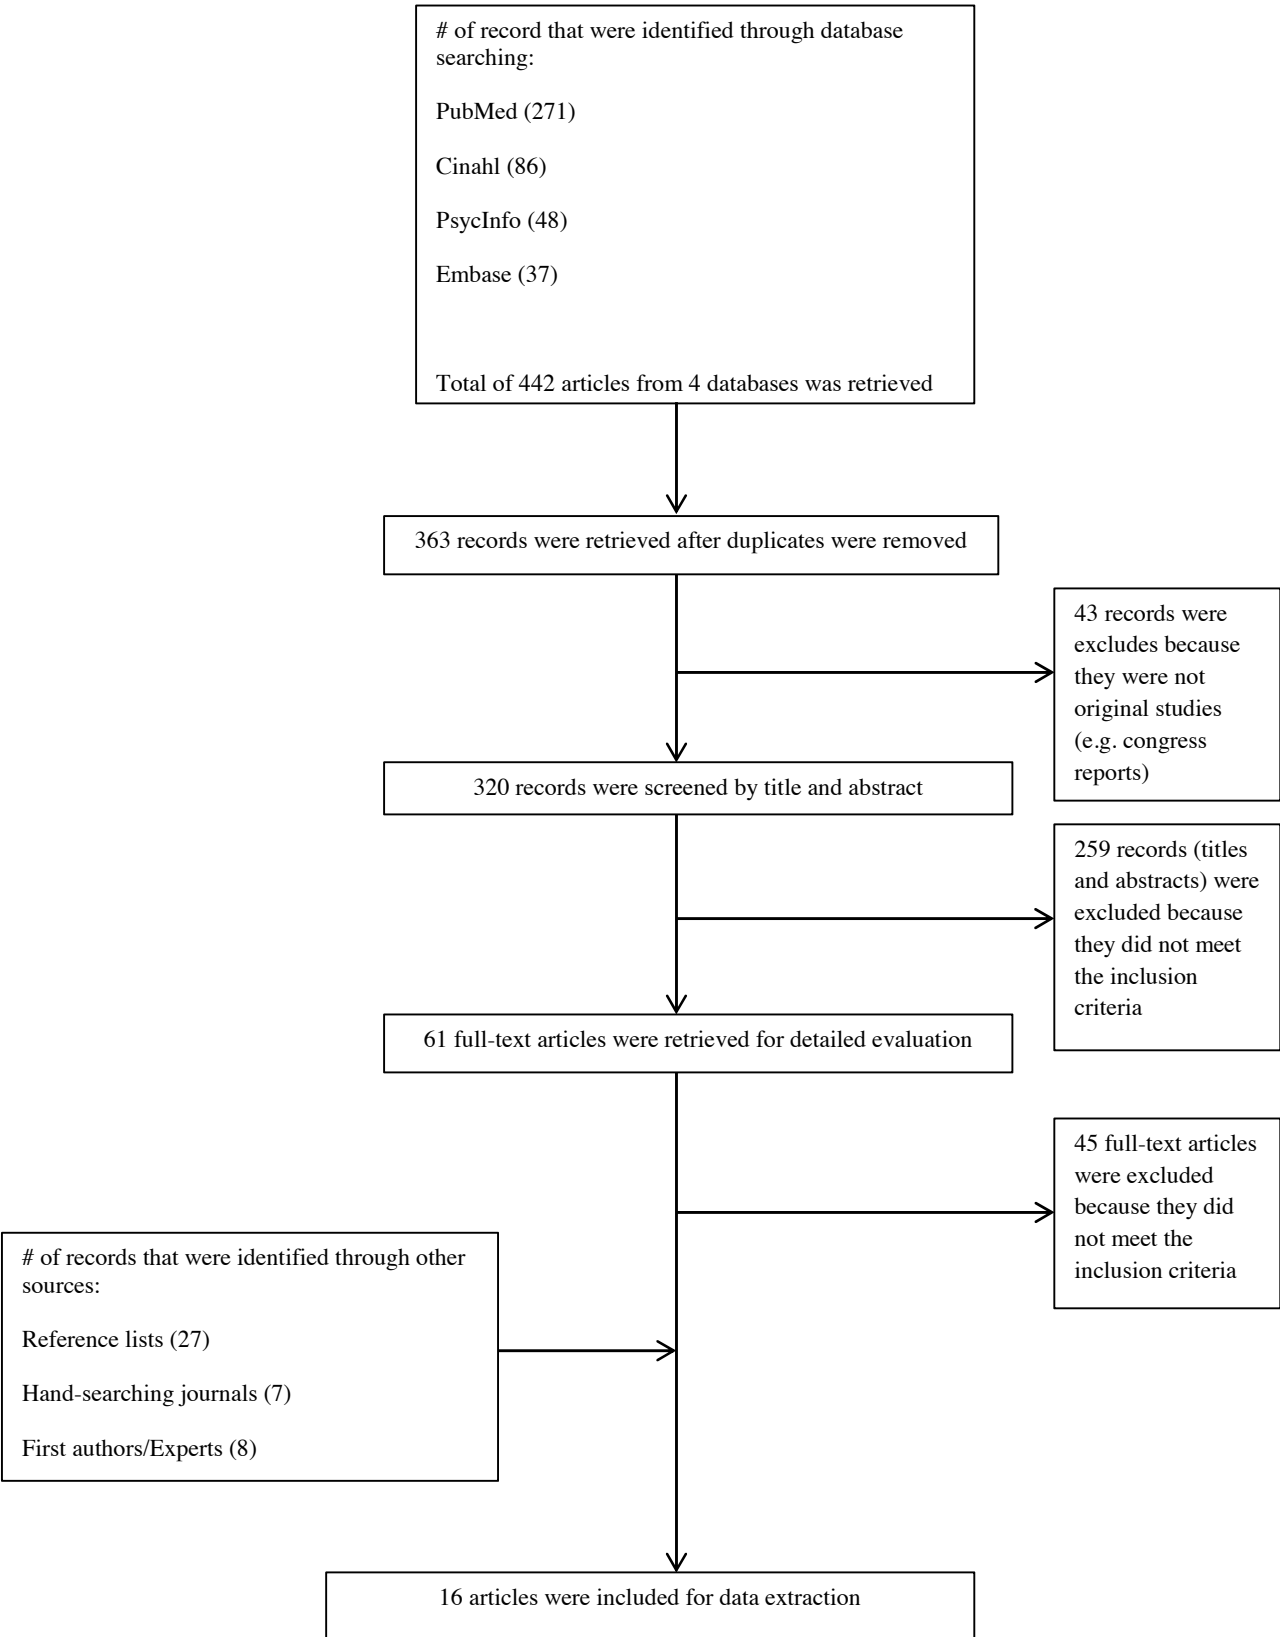 # of record that were identified through database
searching:
PubMed (271)
Cinahl (86)
PsycInfo (48)
Embase (37)
Total of 442 articles from 4 databases was retrieved
363 records were retrieved after duplicates were removed
43 records were
excludes because
they were not
original studies
(e.g. congress
reports)
320 records were screened by title and abstract
259 records (titles
and abstracts) were
excluded because
they did not meet
the inclusion
criteria
61 full-text articles were retrieved for detailed evaluation
45 full-text articles
were excluded
because they did
not meet the
inclusion criteria
# of records that were identified through other
sources:
Reference lists (27)
Hand-searching journals (7)
First authors/Experts (8)
16 articles were included for data extraction